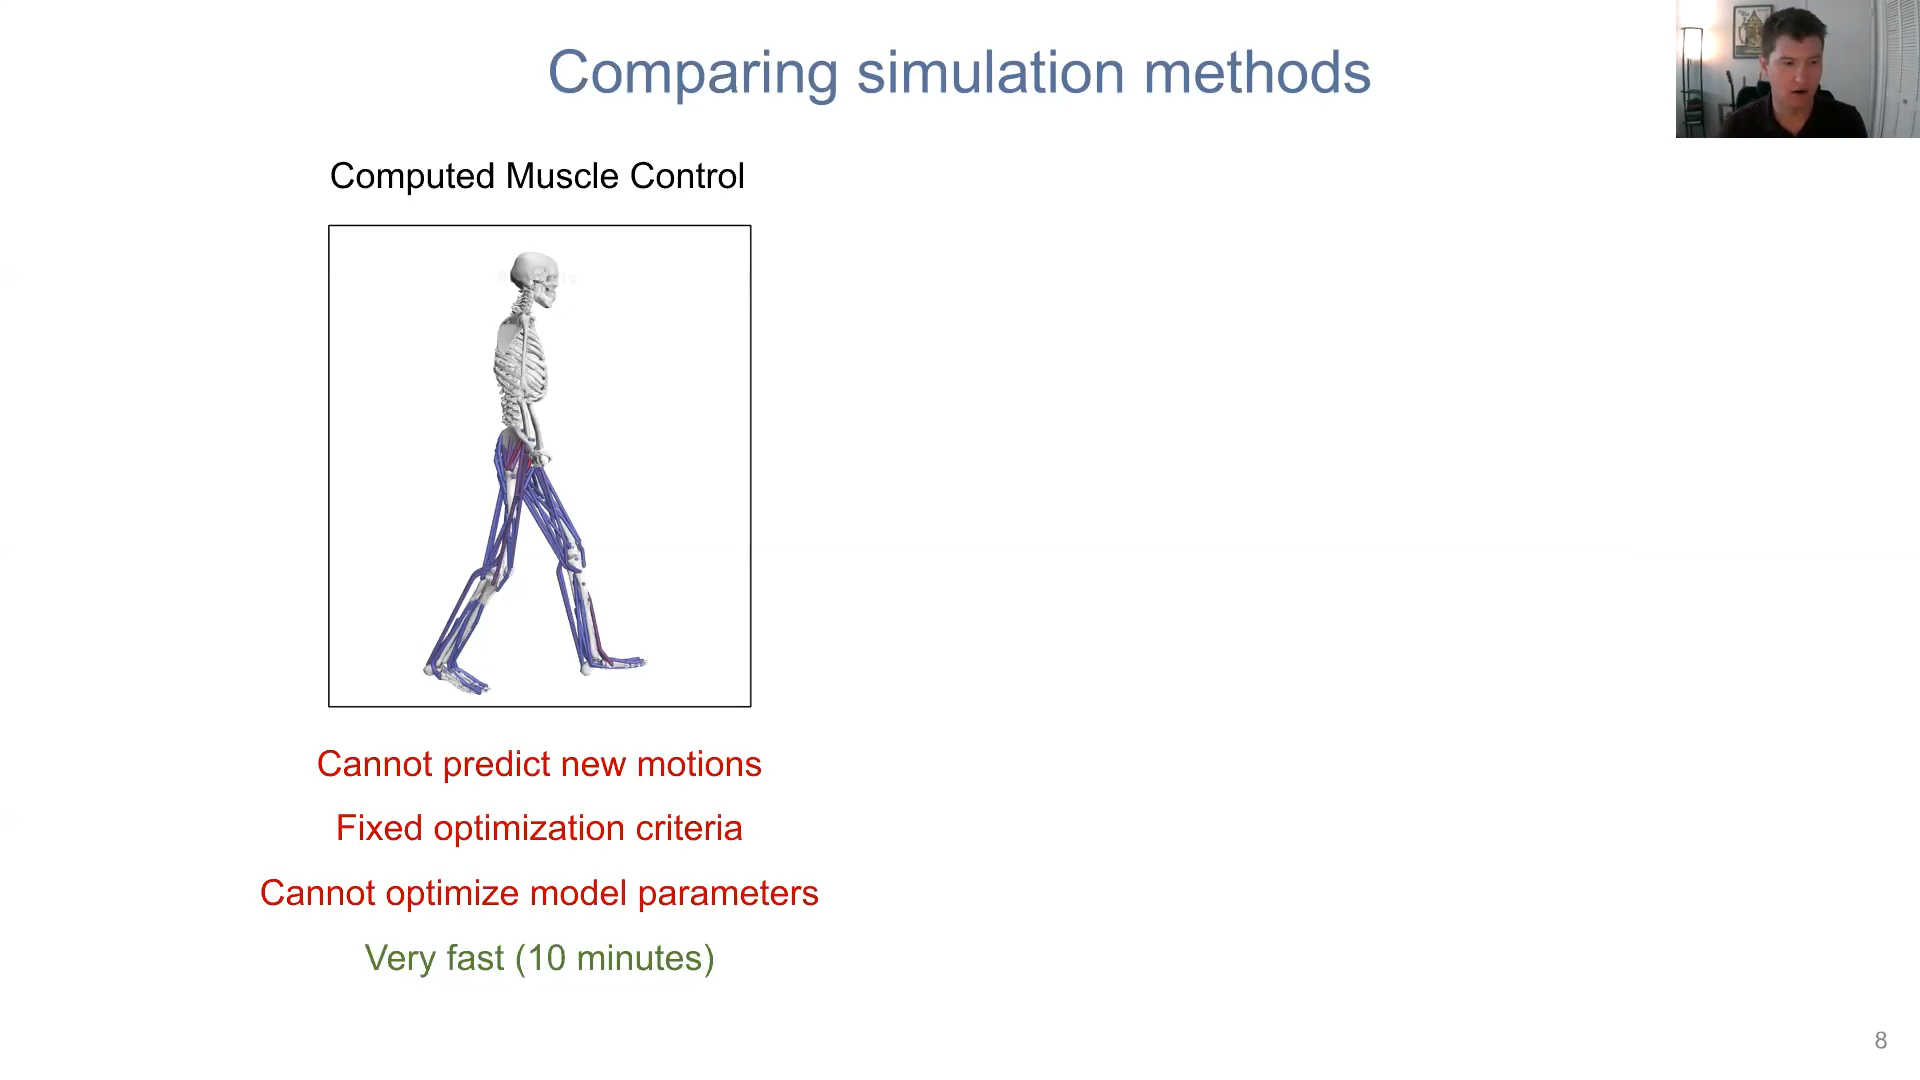 Comparing simulation methods
Computed Muscle Control
Cannot predict new motions
Fixed optimization criteria
Cannot optimize model parameters
Very fast (10 minutes)
8